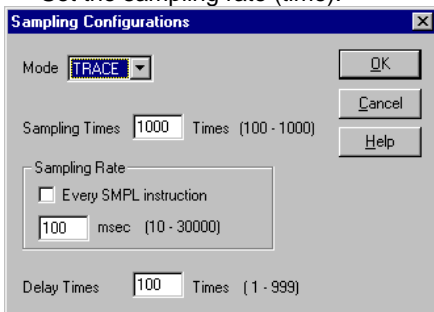 Set the sampling rate (time).
Sampling Configurations
Mode TRACE
OK
Cancel
Sampling Times 1000 Times (100 - 1000)
Help
Sampling Rate
Every SMPL instruction
100 msec (10 - 30000)
Delay Times 100 Times ( 1 - 999)